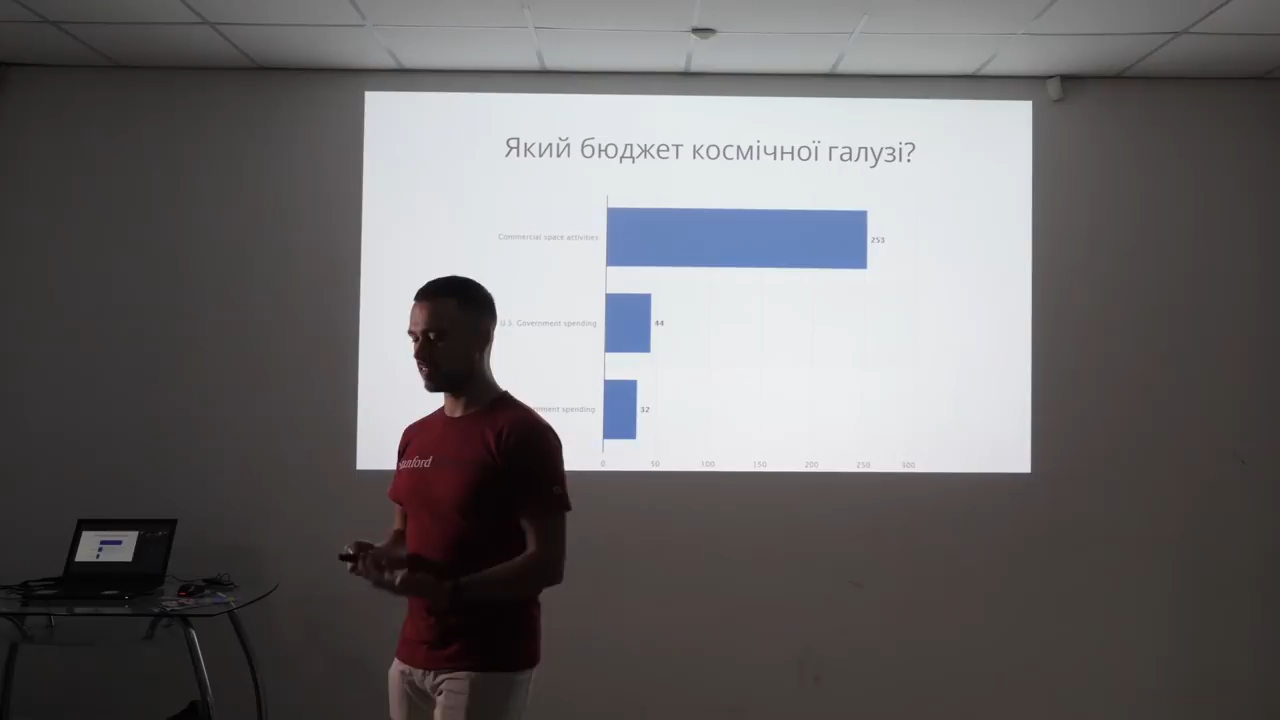 Який бюджет космічної галузі?
Commercial space activities
253
U.S. Government spending
44
spending
32
0 50 100 150 200 250 300